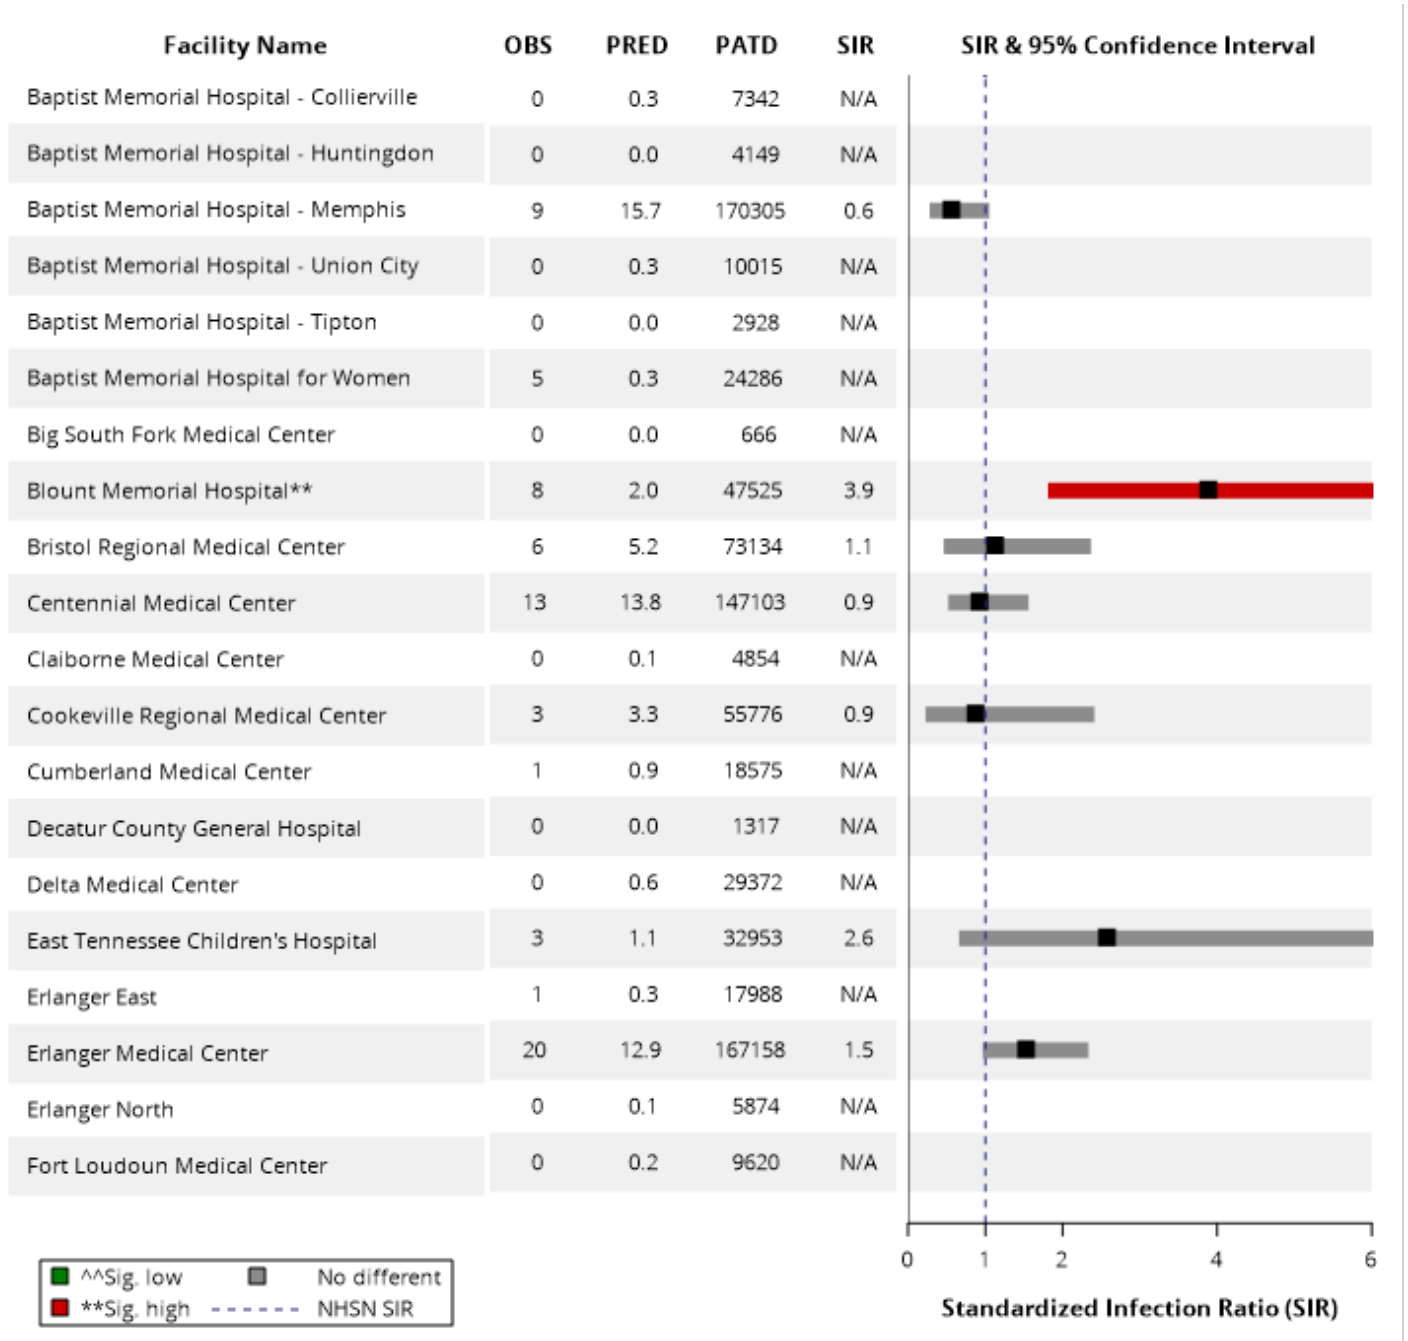 Facility Name OBS PRED PATD SIR SIR & 95% Confidence Interval
Baptist Memorial Hospital - Collierville 0 0.3 7342 N/A
Baptist Memorial Hospital - Huntingdon 0 0.0 4149 N/A
Baptist Memorial Hospital - Memphis 9 15.7 170305 0.6
Baptist Memorial Hospital - Union City 0 0.3 10015 N/A
Baptist Memorial Hospital - Tipton 0 0.0 2928 N/A
Baptist Memorial Hospital for Women 5 0.3 24286 N/A
Big South Fork Medical Center 0 0.0 666 N/A
Blount Memorial Hospital** 8 2.0 47525 3.9
Bristol Regional Medical Center 6 5.2 73134 1.1
Centennial Medical Center 13 13.8 147103 0.9
Claiborne Medical Center 0 0.1 4854 N/A
Cookeville Regional Medical Center 3 3.3 55776 0.9
Cumberland Medical Center 1 0.9 18575 N/A
Decatur County General Hospital 0 0.0 1317 N/A
Delta Medical Center 0 0.6 29372 N/A
East Tennessee Children's Hospital 3 1.1 32953 2.6
Erlanger East 1 0.3 17988 N/A
Erlanger Medical Center 20 12.9 167158 1.5
Erlanger North 0 0.1 5874 N/A
Fort Loudoun Medical Center 0 0.2 9620 N/A
0 1 2 4 6
^^Sig. low No different
**Sig. high NHSN SIR
Standardized Infection Ratio (SIR)